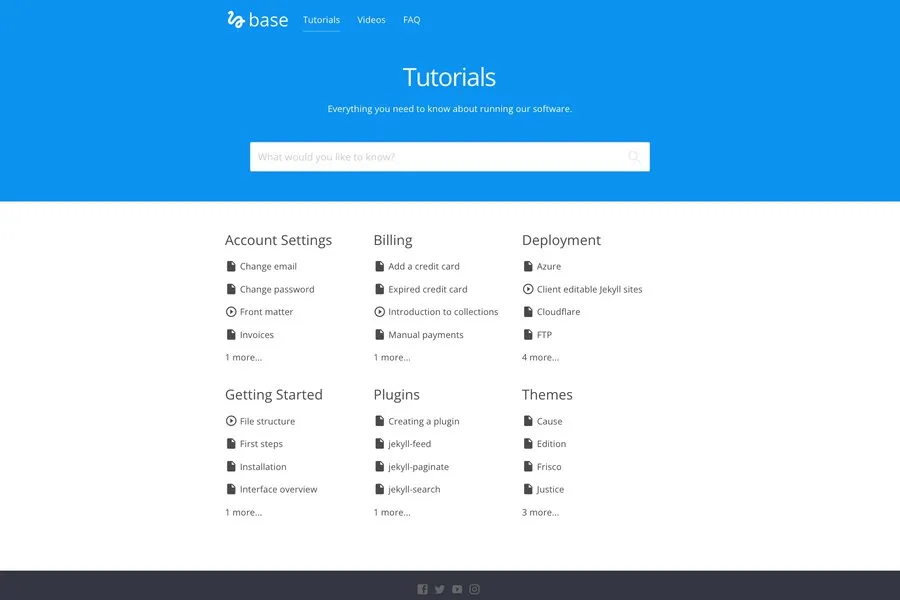 base Tutorials Videos FAQ
Tutorials
Everything you need to know about running our software.
What would you like to know?
Account Settings
Change email
Change password
Front matter
Invoices
1 more...
Billing
Add a credit card
Expired credit card
Introduction to collections
Manual payments
1 more...
Deployment
Azure
Client editable Jekyll sites
Cloudflare
FTP
4 more...
Getting Started
File structure
First steps
Installation
Interface overview
1 more...
Plugins
Creating a plugin
jekyll-feed
jekyll-paginate
jekyll-search
1 more...
Themes
Cause
Edition
Frisco
Justice
3 more...